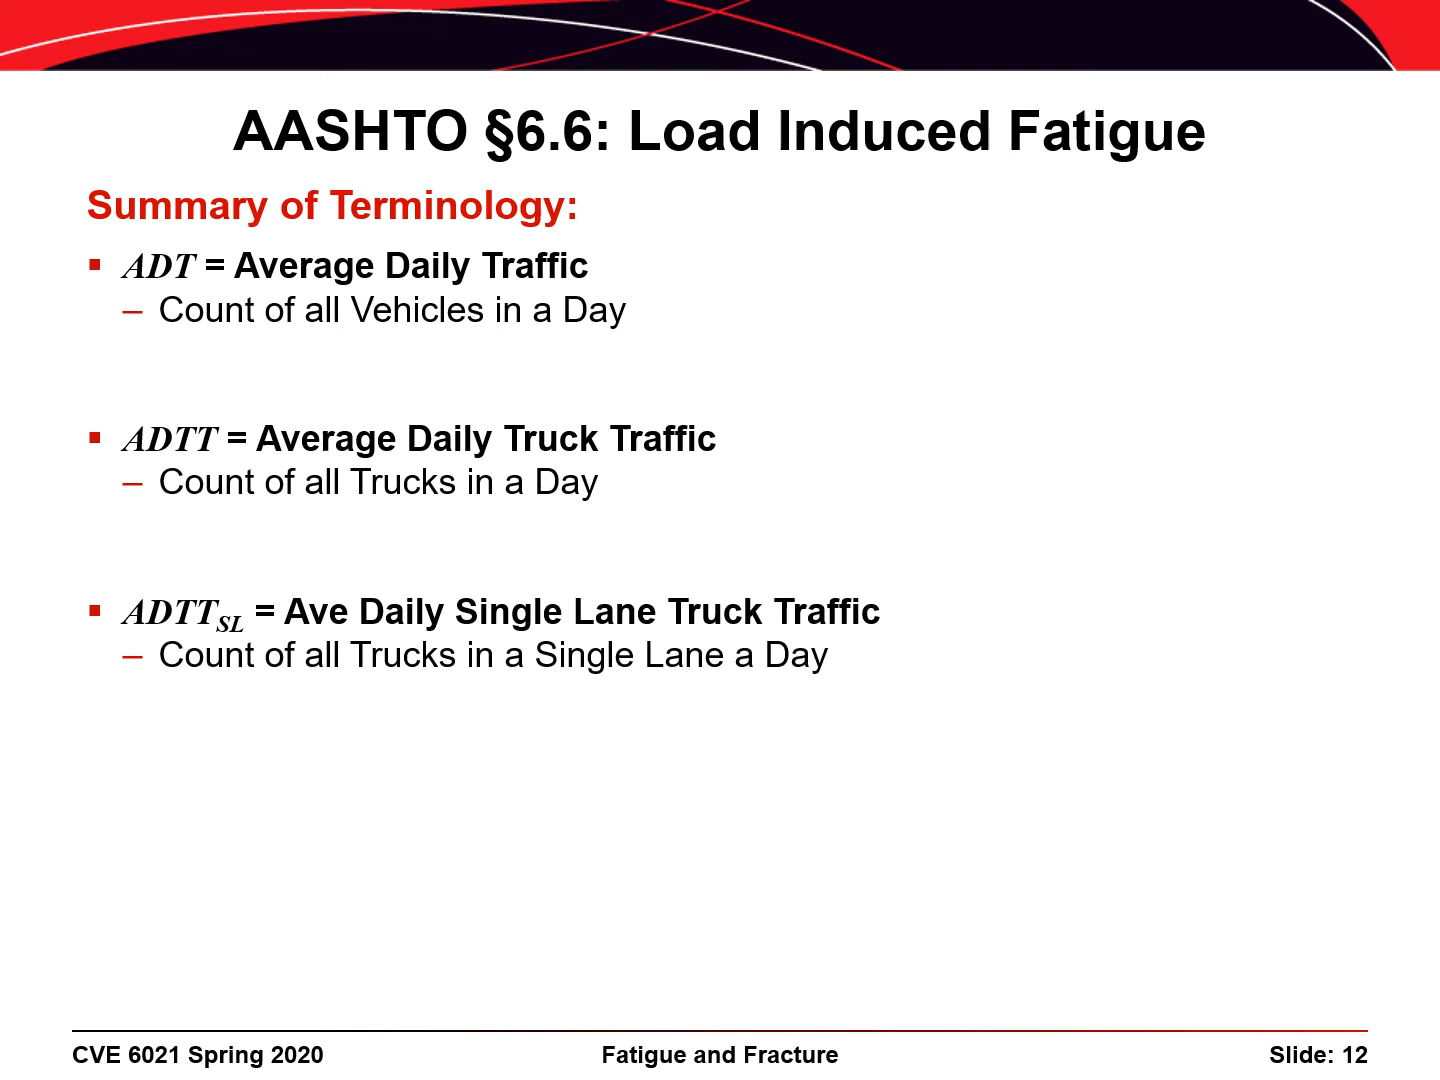 AASHTO §6.6: Load Induced Fatigue
Summary of Terminology:
▪ ADT = Average Daily Traffic
– Count of all Vehicles in a Day
▪ ADTT = Average Daily Truck Traffic
– Count of all Trucks in a Day
▪ ADTT_SL = Ave Daily Single Lane Truck Traffic
– Count of all Trucks in a Single Lane a Day
CVE 6021 Spring 2020 Fatigue and Fracture Slide: 12